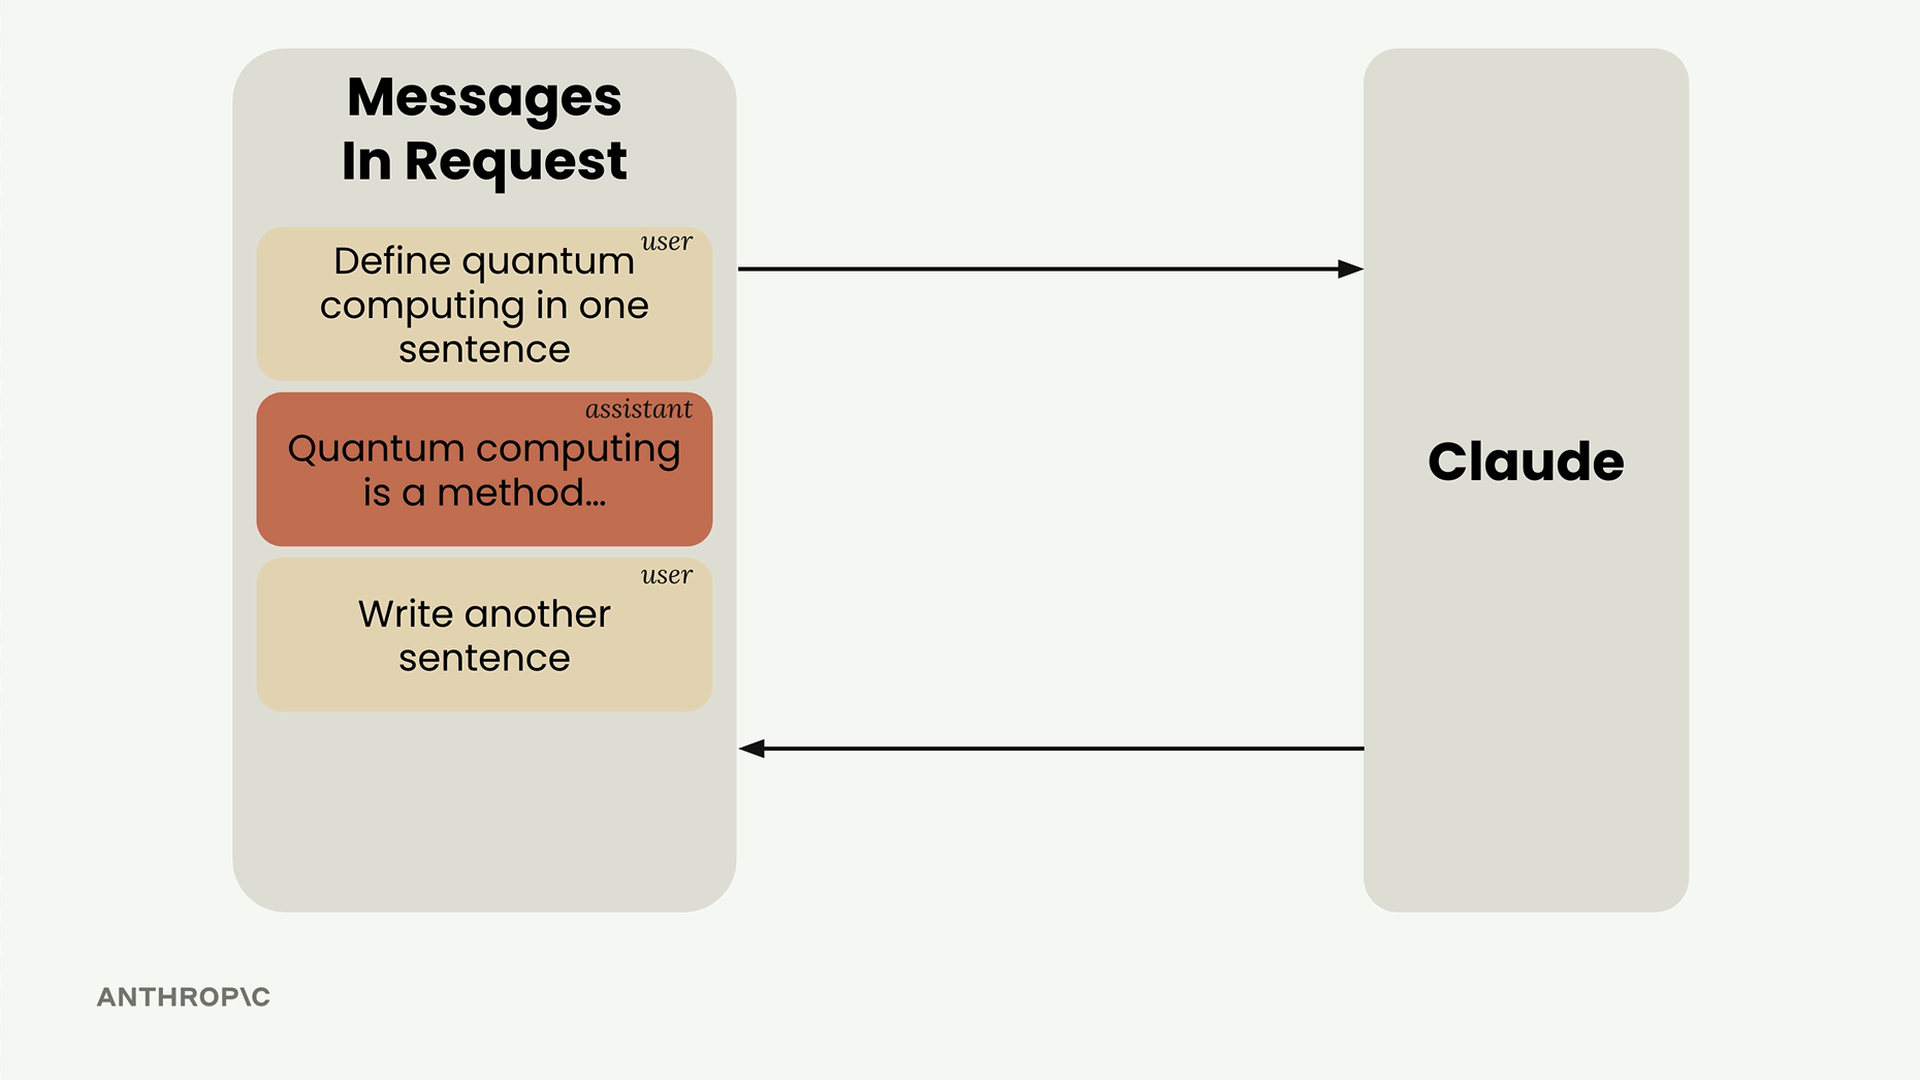 Messages
In Request
user
Define quantum
computing in one
sentence
assistant
Quantum computing
is a method...
user
Write another
sentence
Claude
ANTHROP\C